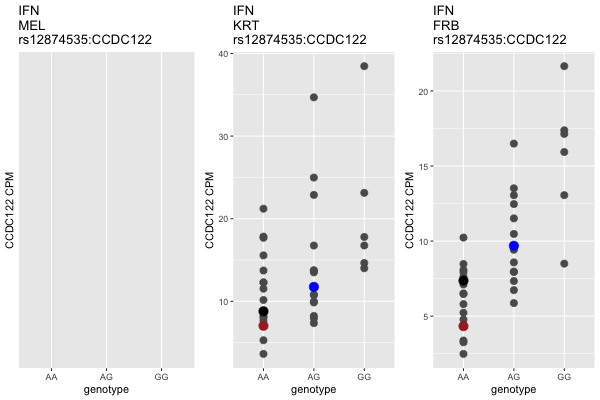 IFN
MEL
rs12874535:CCDC122
CCDC122 CPM
AA
AG
GG
genotype
IFN
KRT
rs12874535:CCDC122
CCDC122 CPM
40
30
20
10
AA
AG
GG
genotype
IFN
FRB
rs12874535:CCDC122
CCDC122 CPM
20
15
10
5
AA
AG
GG
genotype